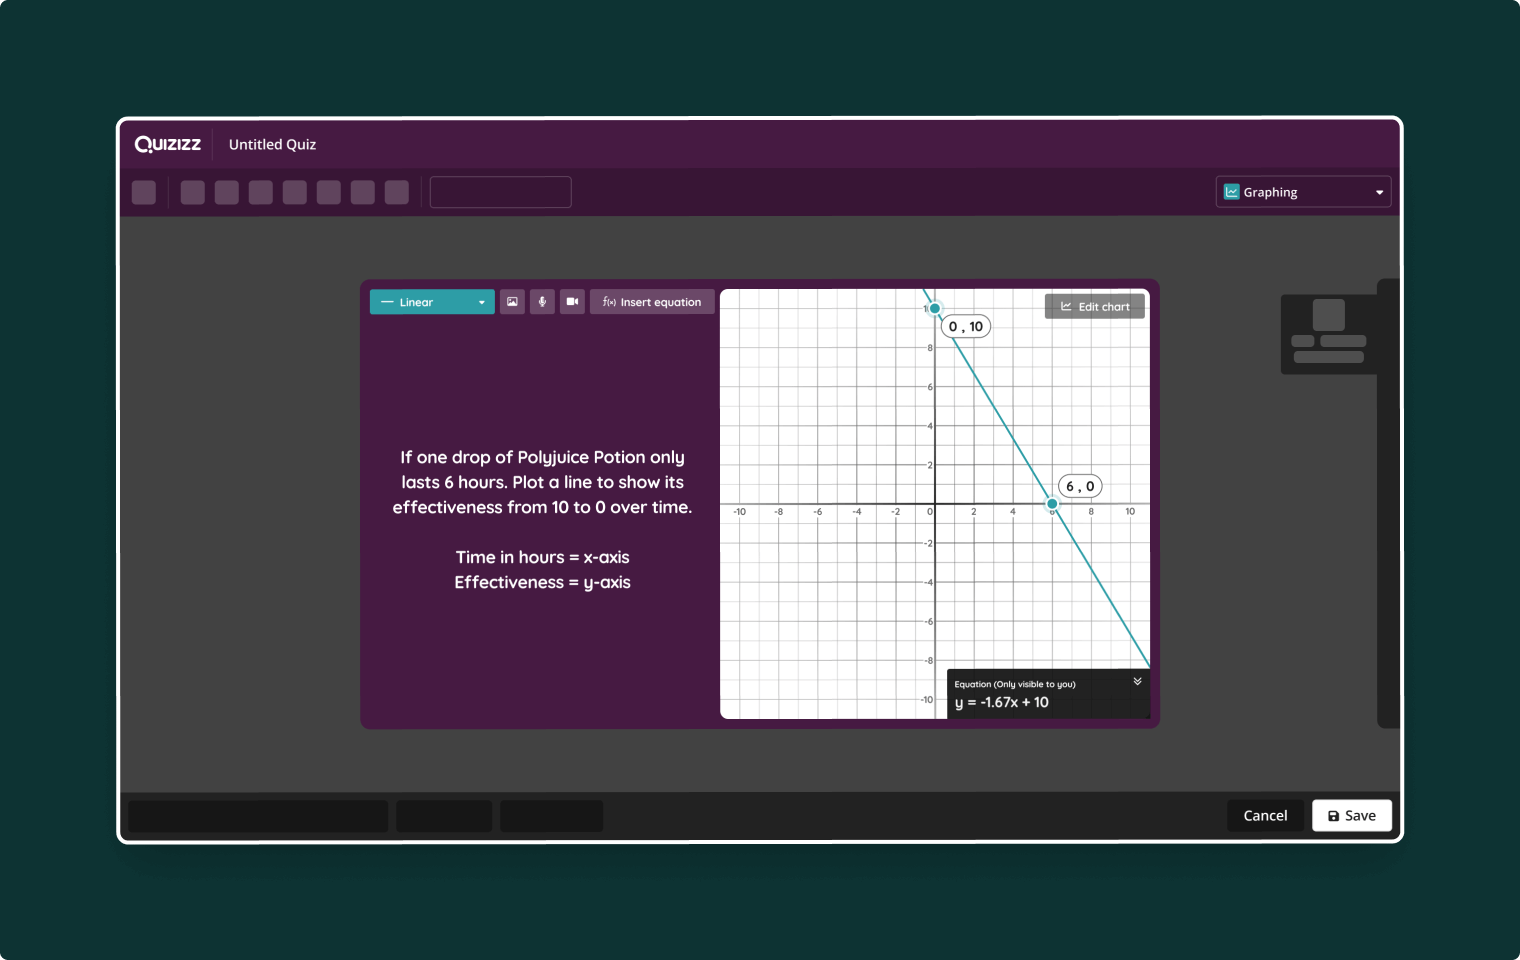 QUIZIZZ
Untitled Quiz
Graphing
Linear
f(x) Insert equation
If one drop of Polyjuice Potion only
lasts 6 hours. Plot a line to show its
effectiveness from 10 to 0 over time.
Time in hours = x-axis
Effectiveness = y-axis
Edit chart
0 , 10
8
6
4
2
6 , 0
-10 -8 -6 -4 -2 0 2 4 6 8 10
-2
-4
-6
-8
-10
Equation (Only visible to you)
y = -1.67x + 10
Cancel
Save